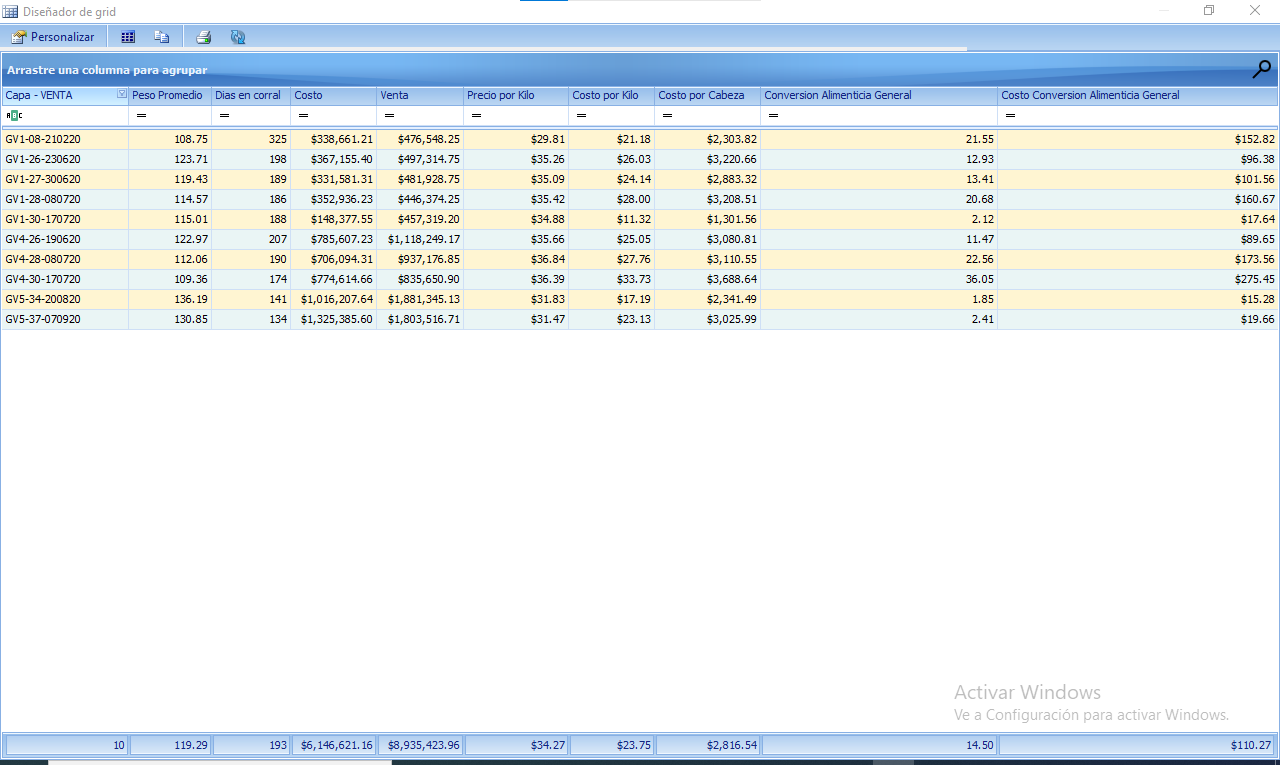 Diseñador de grid
Personalizar
Arrastre una columna para agrupar
Capa - VENTA Peso Promedio Dias en corral Costo Venta Precio por Kilo Costo por Kilo Costo por Cabeza Conversion Alimenticia General Costo Conversion Alimenticia General
ABC = = = = = = = = =
GV1-08-210220 108.75 325 $338,661.21 $476,548.25 $29.81 $21.18 $2,303.82 21.55 $152.82
GV1-26-230620 123.71 198 $367,155.40 $497,314.75 $35.26 $26.03 $3,220.66 12.93 $96.38
GV1-27-300620 119.43 189 $331,581.31 $481,928.75 $35.09 $24.14 $2,883.32 13.41 $101.56
GV1-28-080720 114.57 186 $352,936.23 $446,374.25 $35.42 $28.00 $3,208.51 20.68 $160.67
GV1-30-170720 115.01 188 $148,377.55 $457,319.20 $34.88 $11.32 $1,301.56 2.12 $17.64
GV4-26-190620 122.97 207 $785,607.23 $1,118,249.17 $35.66 $25.05 $3,080.81 11.47 $89.65
GV4-28-080720 112.06 190 $706,094.31 $937,176.85 $36.84 $27.76 $3,110.55 22.56 $173.56
GV4-30-170720 109.36 174 $774,614.66 $835,650.90 $36.39 $33.73 $3,688.64 36.05 $275.45
GV5-34-200820 136.19 141 $1,016,207.64 $1,881,345.13 $31.83 $17.19 $2,341.49 1.85 $15.28
GV5-37-070920 130.85 134 $1,325,385.60 $1,803,516.71 $31.47 $23.13 $3,025.99 2.41 $19.66
Activar Windows
Ve a Configuración para activar Windows.
10 119.29 193 $6,146,621.16 $8,935,423.96 $34.27 $23.75 $2,816.54 14.50 $110.27